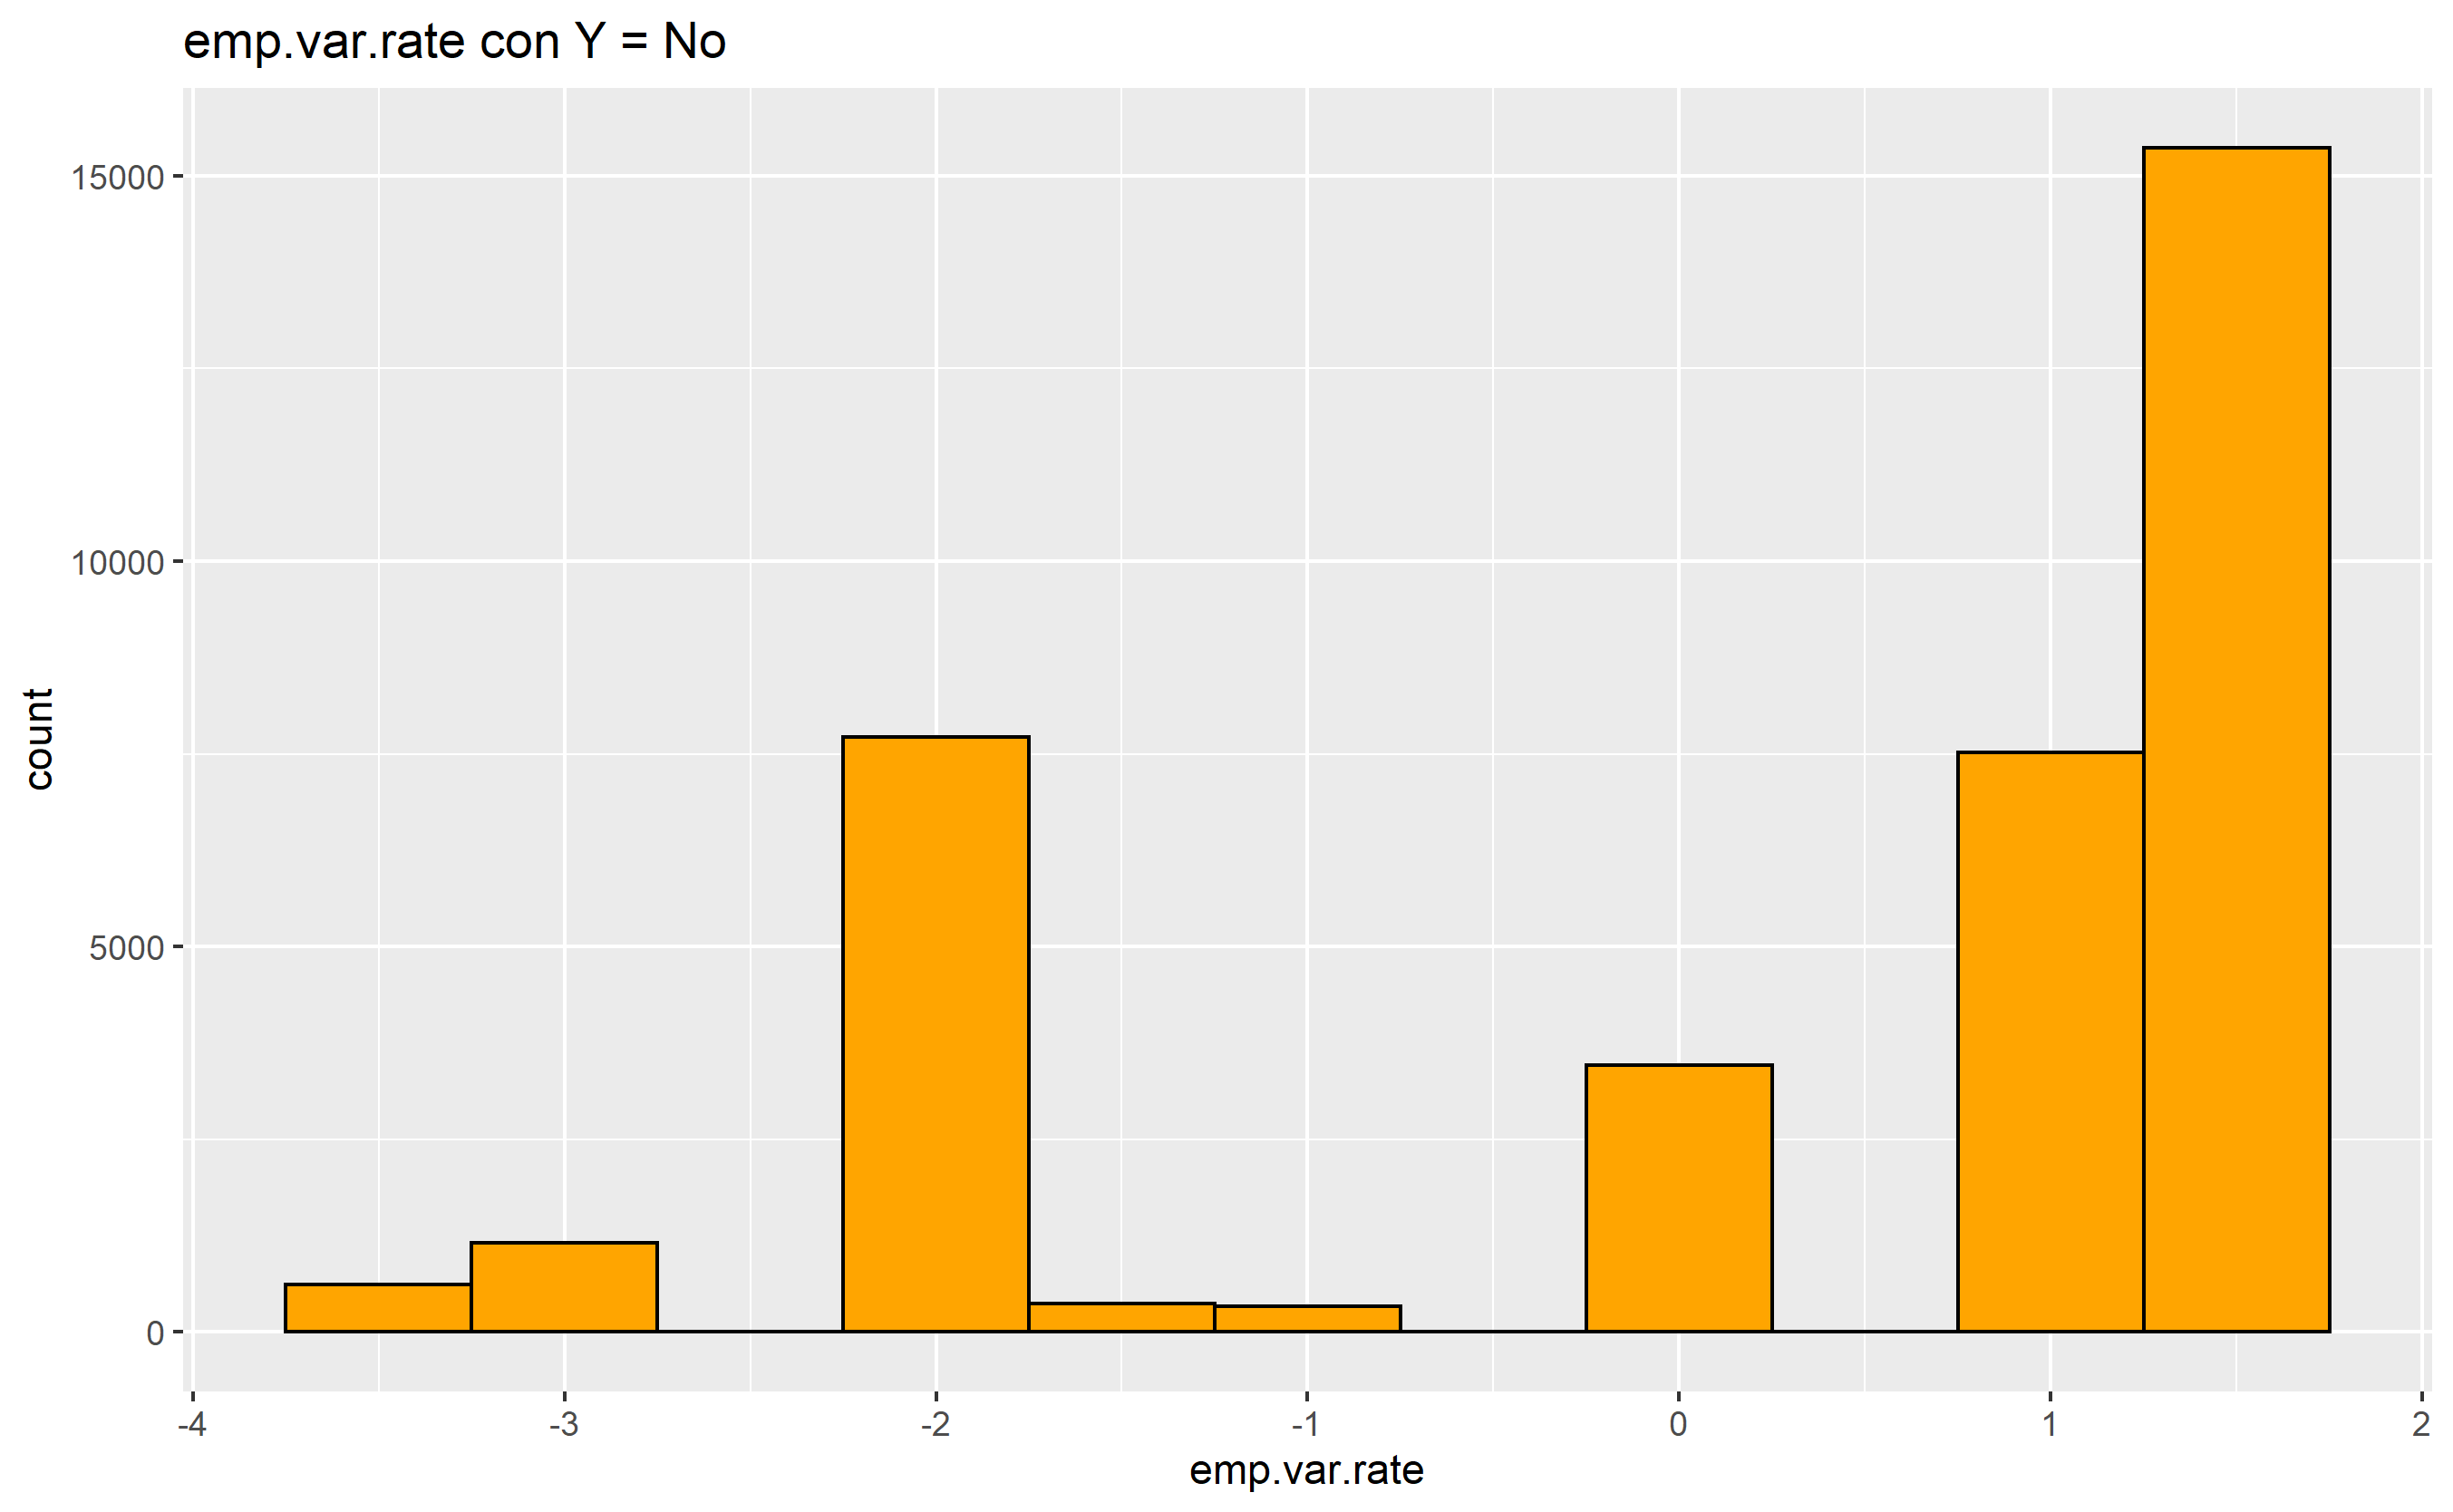 emp.var.rate con Y = No
15000
10000
5000
0
count
-4 -3 -2 -1 0 1 2
emp.var.rate